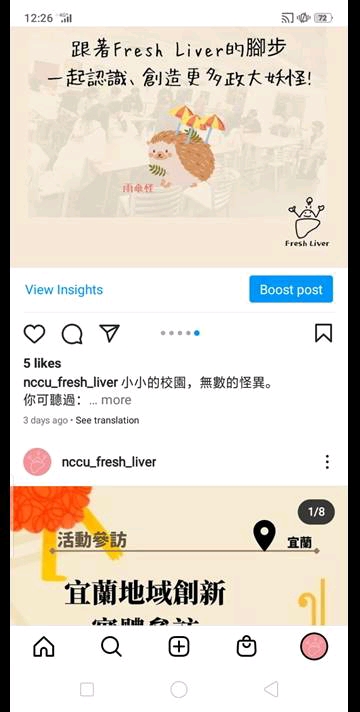 12:26
72
跟著Fresh Liver的腳步
一起認識、創造更多政大妖怪!
雨傘怪
Fresh Liver
View Insights
Boost post
5 likes
nccu_fresh_liver 小小的校園，無數的怪異。
你可聽過：… more
3 days ago • See translation
nccu_fresh_liver
1/8
活動參訪
宜蘭
宜蘭地域創新
實體參訪